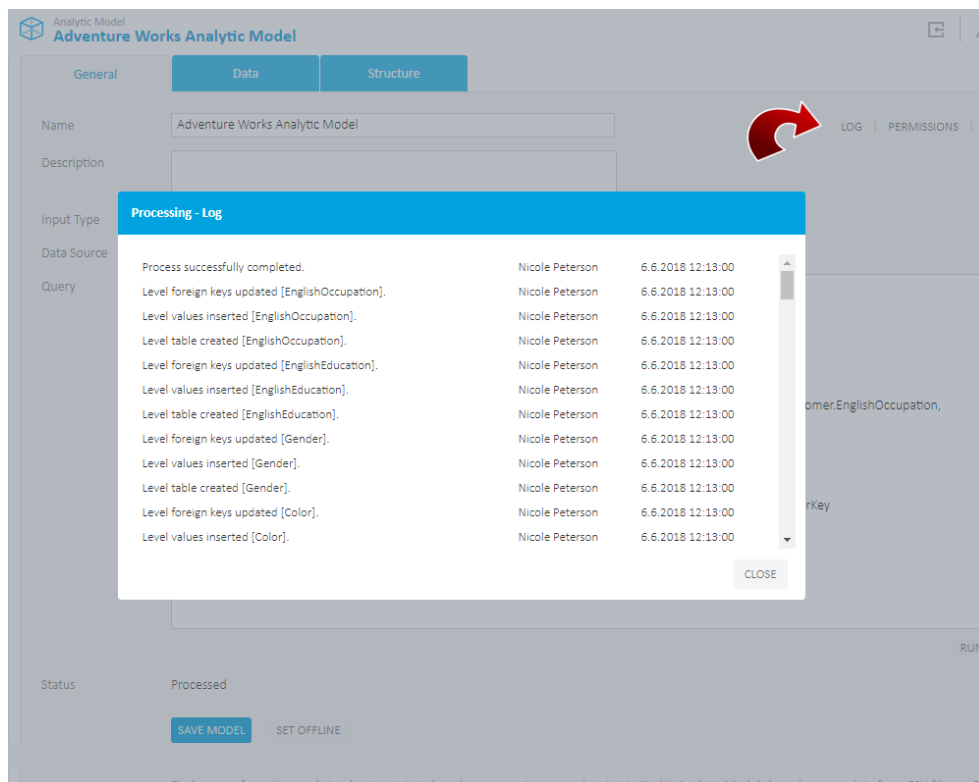 Analytic Model
Adventure Works Analytic Model
General Data Structure
Name Adventure Works Analytic Model
LOG PERMISSIONS
Description
Input Type
Data Source
Query
Processing - Log
Process successfully completed. Nicole Peterson 6.6.2018 12:13:00
Level foreign keys updated [EnglishOccupation]. Nicole Peterson 6.6.2018 12:13:00
Level values inserted [EnglishOccupation]. Nicole Peterson 6.6.2018 12:13:00
Level table created [EnglishOccupation]. Nicole Peterson 6.6.2018 12:13:00
Level foreign keys updated [EnglishEducation]. Nicole Peterson 6.6.2018 12:13:00
Level values inserted [EnglishEducation]. Nicole Peterson 6.6.2018 12:13:00
Level table created [EnglishEducation]. Nicole Peterson 6.6.2018 12:13:00
Level foreign keys updated [Gender]. Nicole Peterson 6.6.2018 12:13:00
Level values inserted [Gender]. Nicole Peterson 6.6.2018 12:13:00
Level table created [Gender]. Nicole Peterson 6.6.2018 12:13:00
Level foreign keys updated [Color]. Nicole Peterson 6.6.2018 12:13:00
Level values inserted [Color]. Nicole Peterson 6.6.2018 12:13:00
omer.EnglishOccupation,
rKey
CLOSE
RUN
Status Processed
SAVE MODEL SET OFFLINE